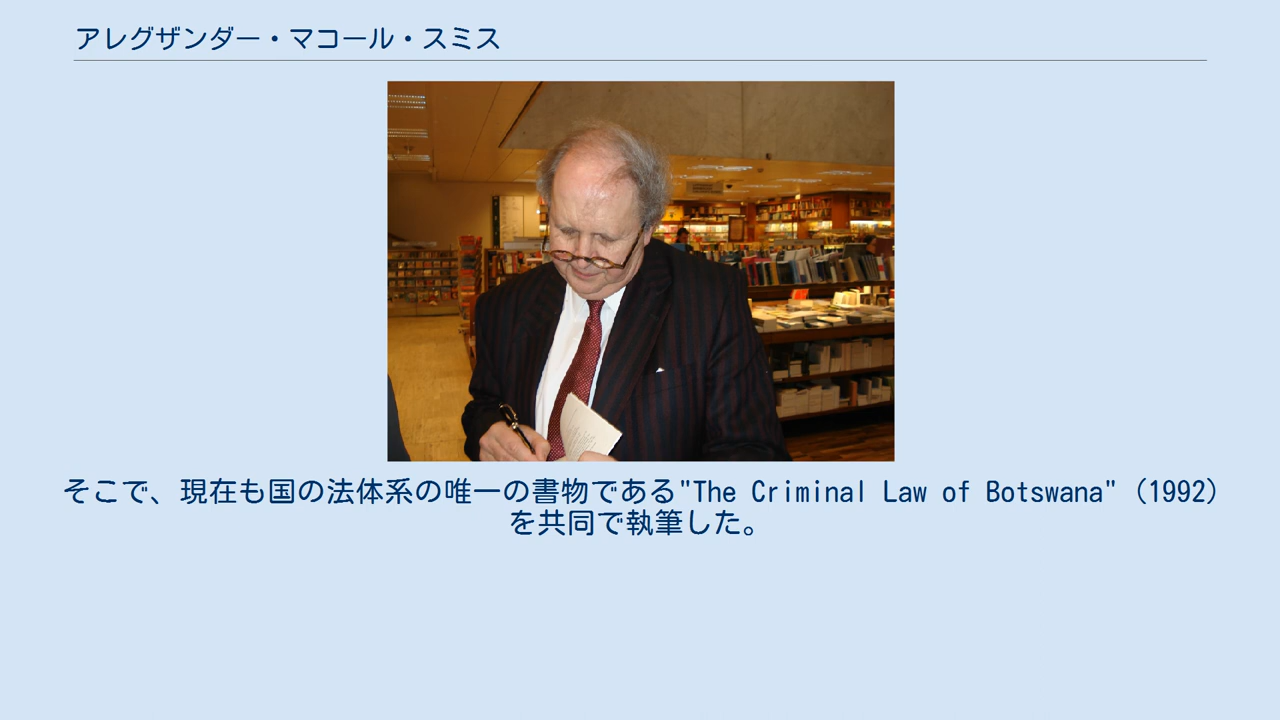 アレグザンダー・マコール・スミス
そこで、現在も国の法体系の唯一の書物である"The Criminal Law of Botswana"（1992）
を共同で執筆した。